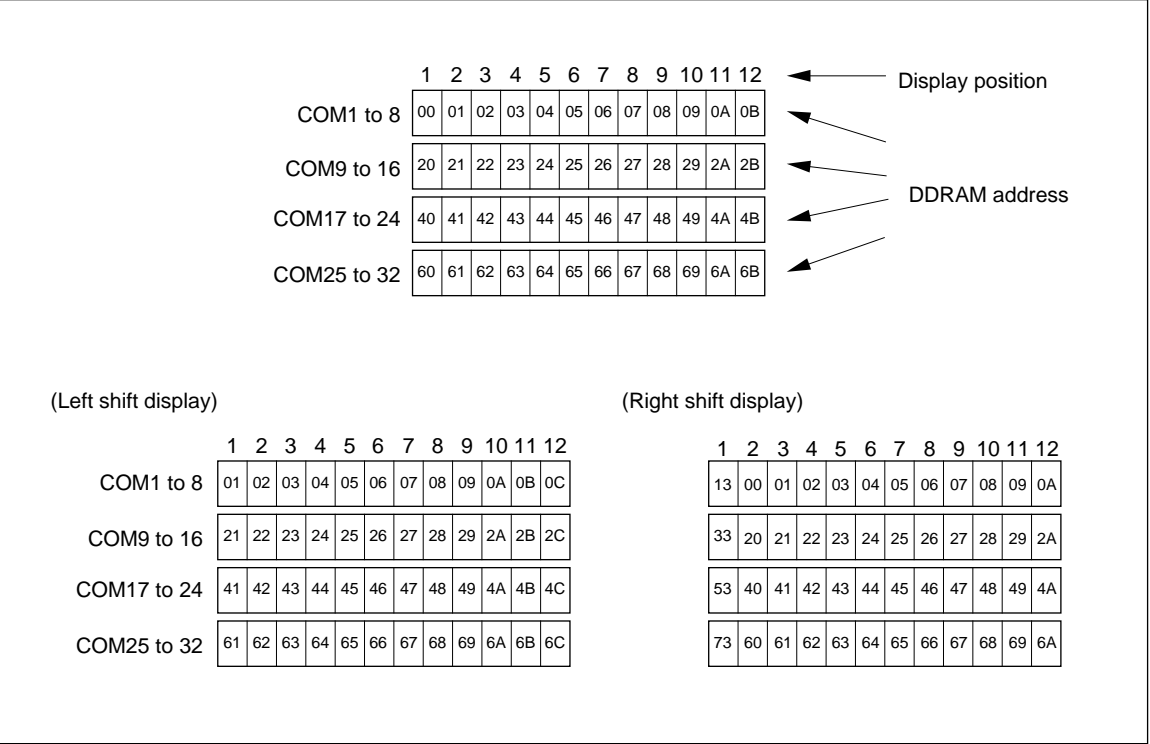 1 2 3 4 5 6 7 8 9 10 11 12 Display position
COM1 to 8 00 01 02 03 04 05 06 07 08 09 0A 0B
COM9 to 16 20 21 22 23 24 25 26 27 28 29 2A 2B
DDRAM address
COM17 to 24 40 41 42 43 44 45 46 47 48 49 4A 4B
COM25 to 32 60 61 62 63 64 65 66 67 68 69 6A 6B
(Left shift display)
1 2 3 4 5 6 7 8 9 10 11 12
COM1 to 8 01 02 03 04 05 06 07 08 09 0A 0B 0C
COM9 to 16 21 22 23 24 25 26 27 28 29 2A 2B 2C
COM17 to 24 41 42 43 44 45 46 47 48 49 4A 4B 4C
COM25 to 32 61 62 63 64 65 66 67 68 69 6A 6B 6C
(Right shift display)
1 2 3 4 5 6 7 8 9 10 11 12
13 00 01 02 03 04 05 06 07 08 09 0A
33 20 21 22 23 24 25 26 27 28 29 2A
53 40 41 42 43 44 45 46 47 48 49 4A
73 60 61 62 63 64 65 66 67 68 69 6A